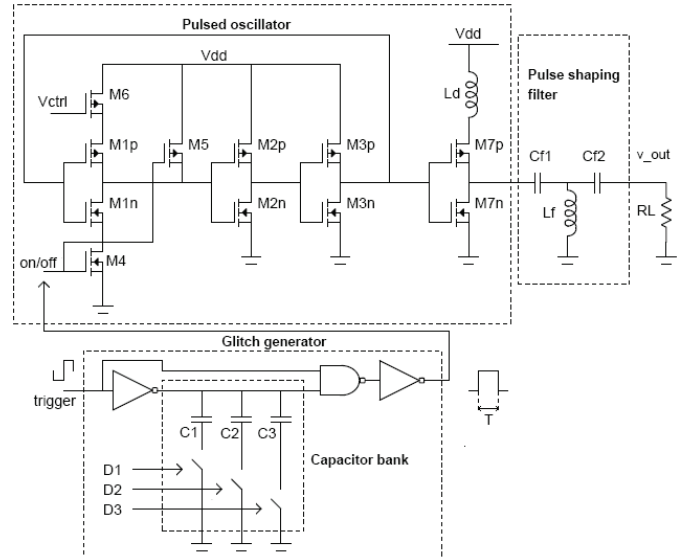 Pulsed oscillator
Vdd
Vdd
Vctrl
M6
Ld
Pulse shaping
filter
M1p
M5
M2p
M3p
M7p
Cf1
Cf2
v_out
M1n
M2n
M3n
M7n
Lf
RL
on/off
M4
Glitch generator
trigger
T
C1
C2
C3
Capacitor bank
D1
D2
D3